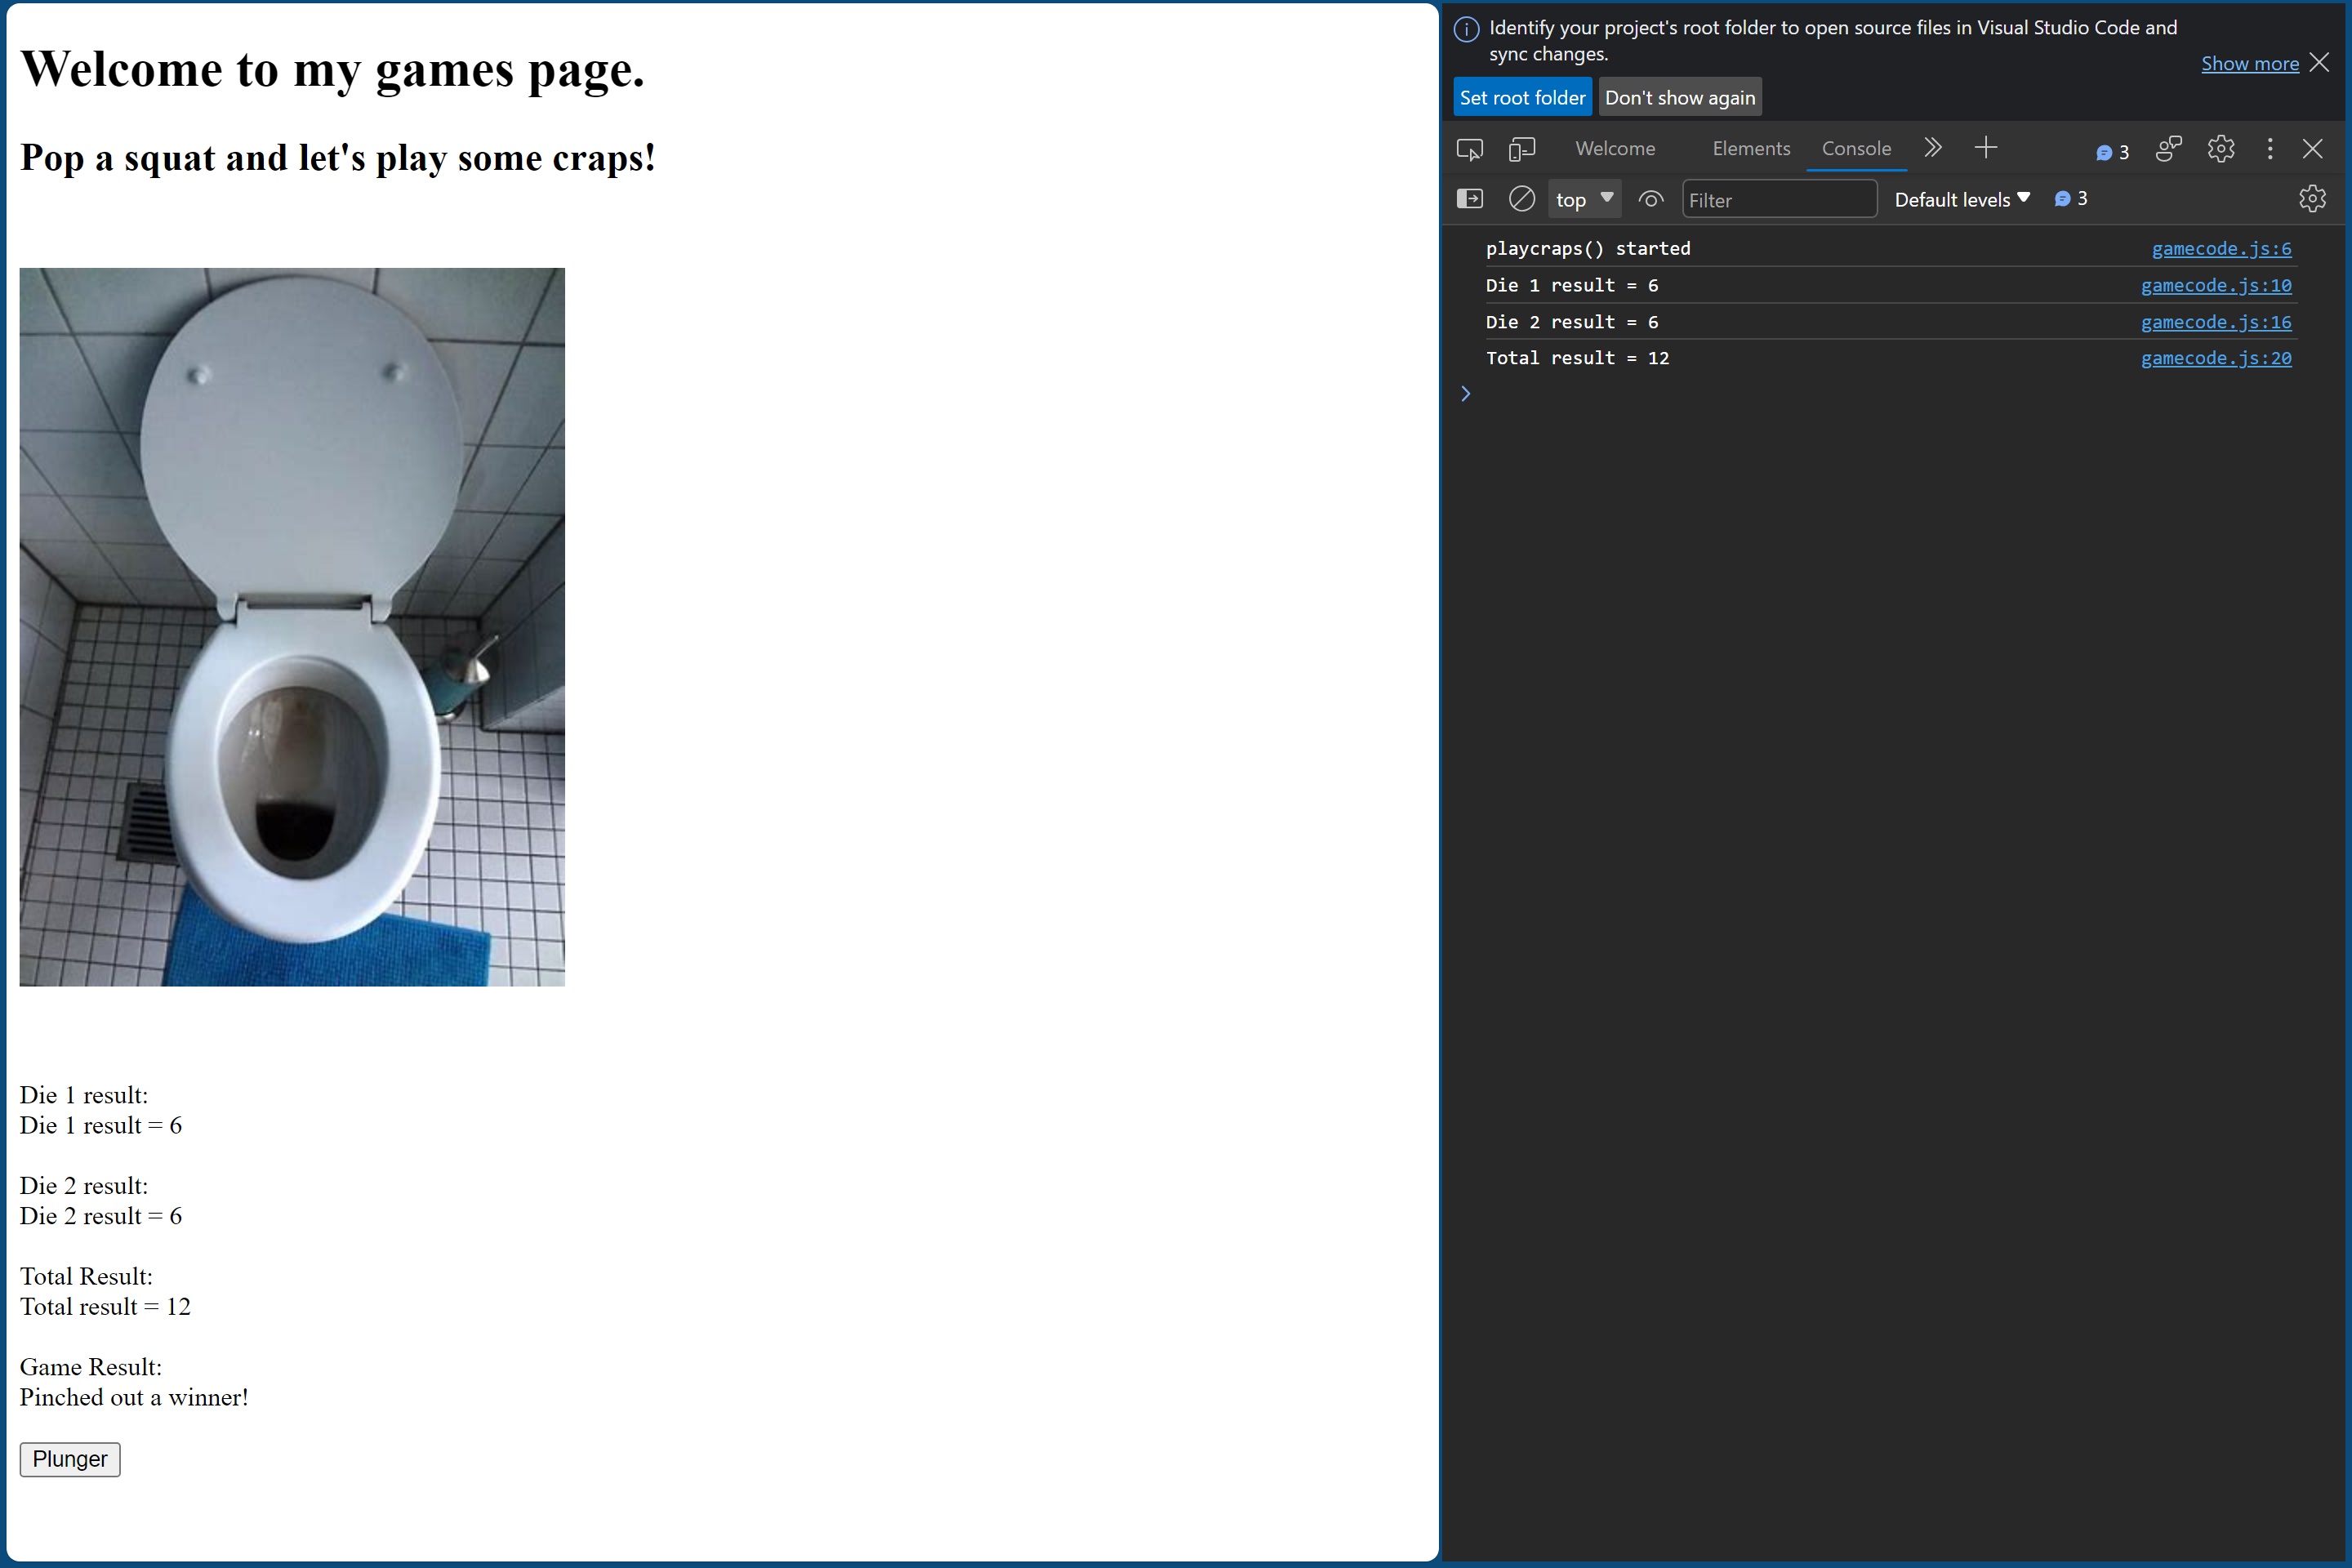 Welcome to my games page.
Pop a squat and let's play some craps!
Die 1 result:
Die 1 result = 6
Die 2 result:
Die 2 result = 6
Total Result:
Total result = 12
Game Result:
Pinched out a winner!
Plunger
Identify your project's root folder to open source files in Visual Studio Code and
sync changes.
Show more
Set root folder Don't show again
Welcome Elements Console 3
top Filter Default levels 3
playcraps() started gamecode.js:6
Die 1 result = 6 gamecode.js:10
Die 2 result = 6 gamecode.js:16
Total result = 12 gamecode.js:20